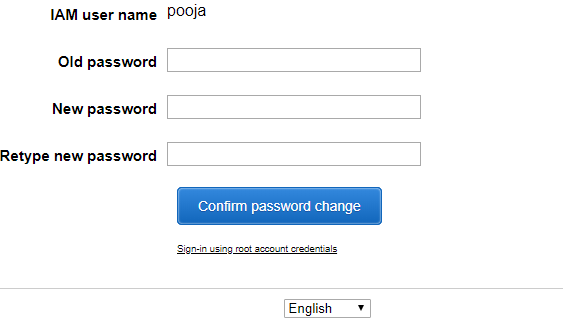 IAM user name pooja
Old password
New password
Retype new password
Confirm password change
Sign-in using root account credentials
English